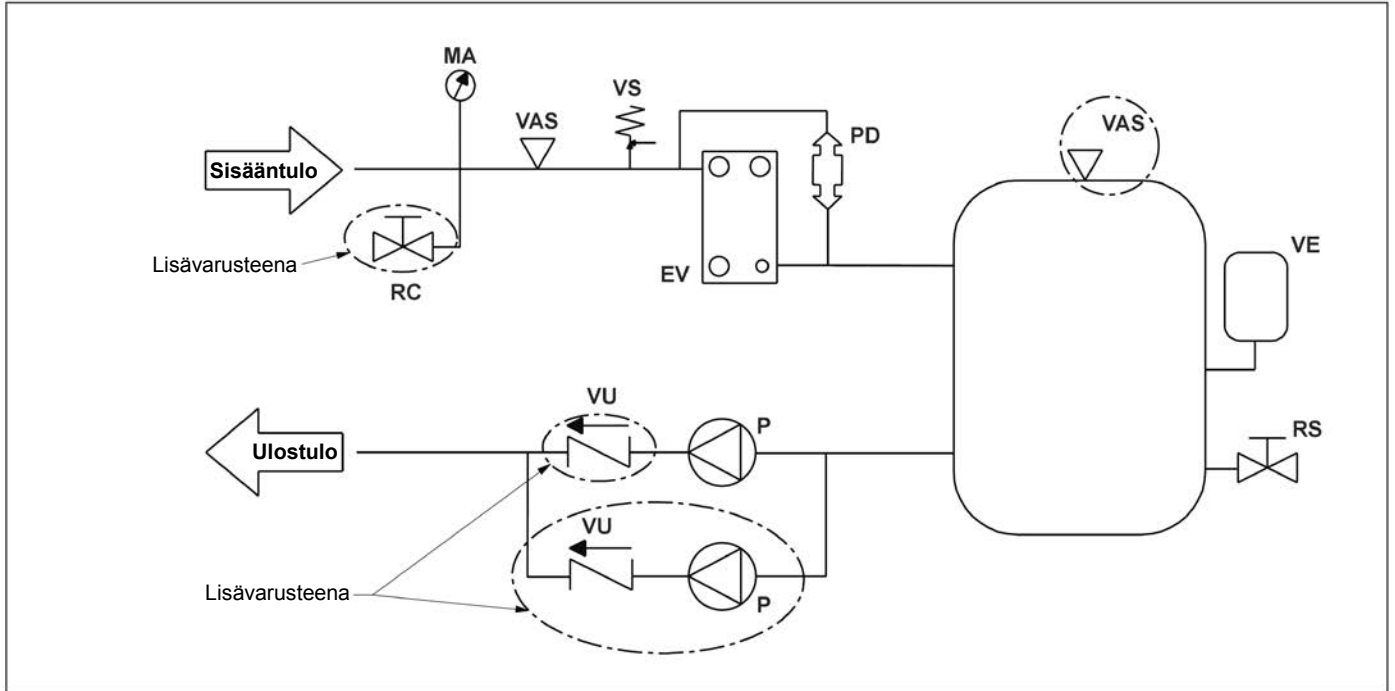 MA
VS
VAS
PD
VAS
Sisääntulo
Lisävarusteena
RC
EV
VE
VU
P
RS
Ulostulo
VU
Lisävarusteena
P